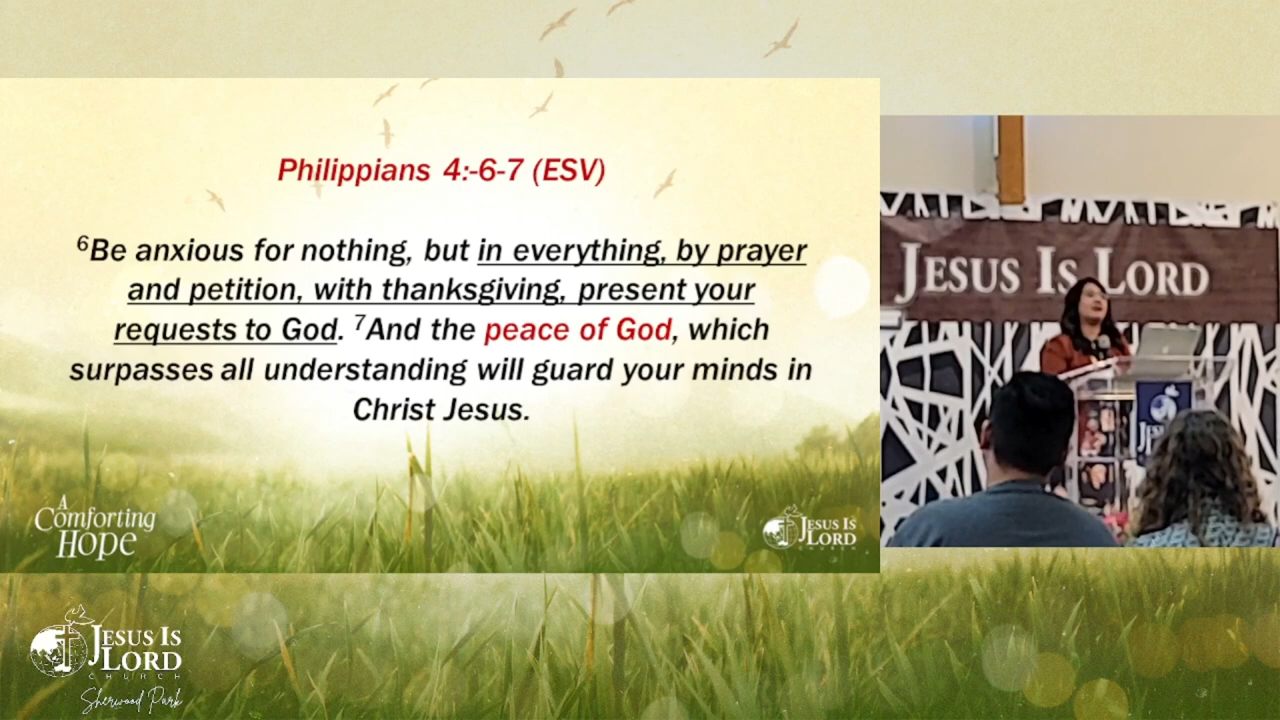 Philippians 4:-6-7 (ESV)
6Be anxious for nothing, but in everything, by prayer
and petition, with thanksgiving, present your
requests to God. 7And the peace of God, which
surpasses all understanding will guard your minds in
Christ Jesus.
A
Comforting
Hope
JESUS IS
LORD
CHURCH
JESUS IS LORD
JESUS IS
LORD
CHURCH
Sherwood Park